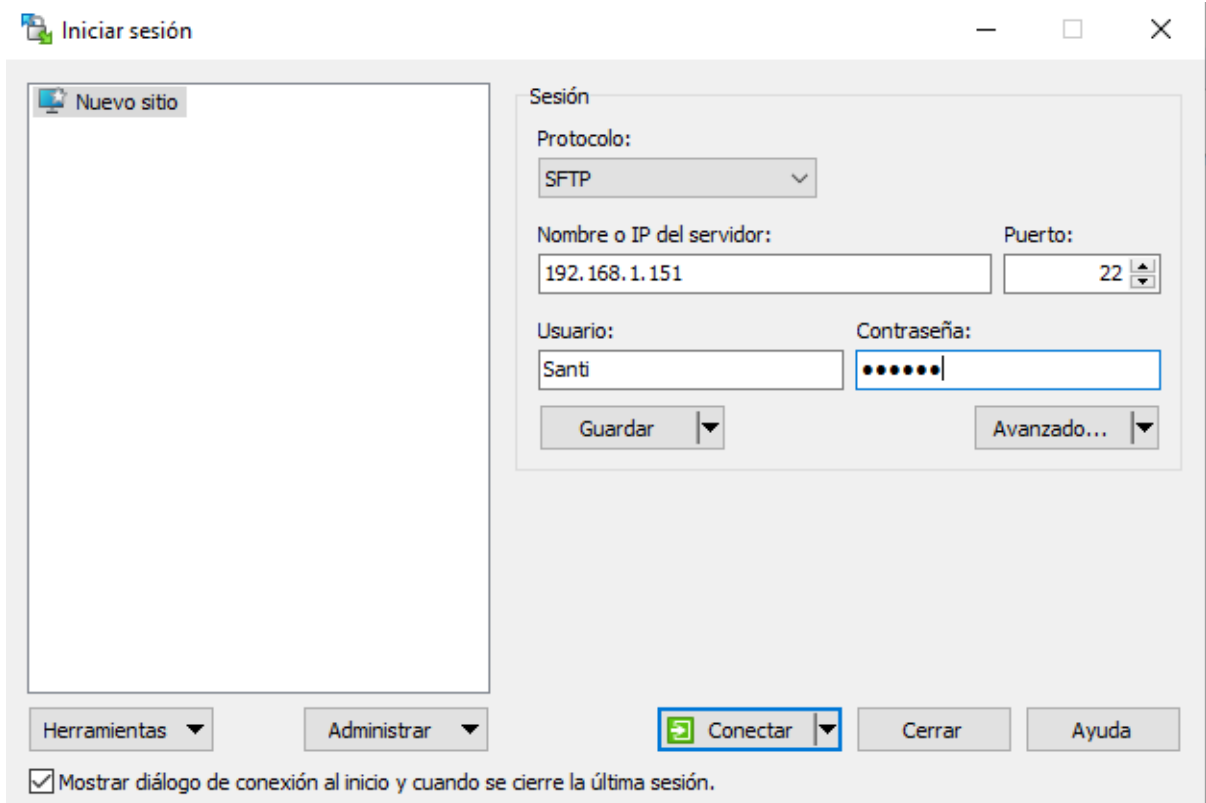 Iniciar sesión
Nuevo sitio
Sesión
Protocolo:
SFTP
Nombre o IP del servidor:
Puerto:
192.168.1.151
22
Usuario:
Contraseña:
Santi
●●●●●●
Guardar
Avanzado...
Herramientas
Administrar
Conectar
Cerrar
Ayuda
Mostrar diálogo de conexión al inicio y cuando se cierre la última sesión.